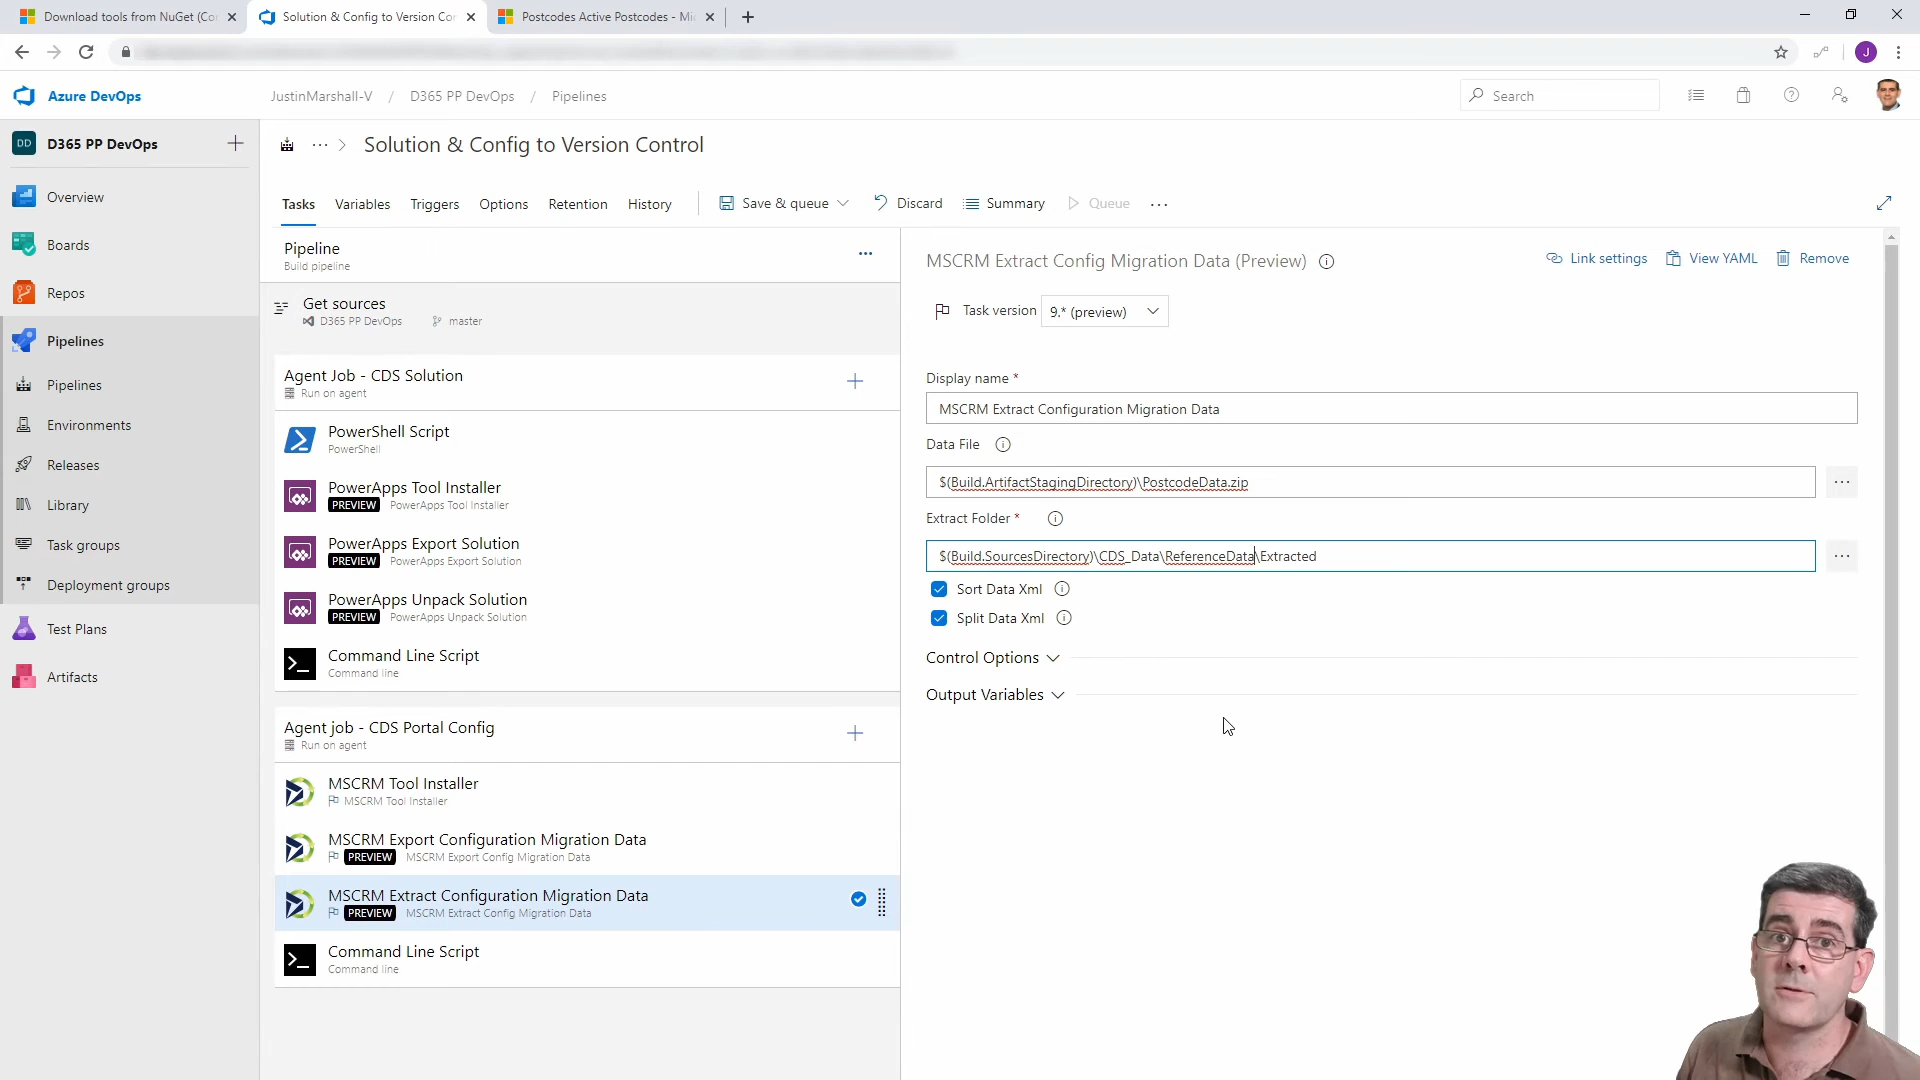 Download tools from NuGet (Co
Solution & Config to Version Cor
Postcodes Active Postcodes - Mi
J
Azure DevOps
JustinMarshall-V / D365 PP DevOps / Pipelines
Search
DD D365 PP DevOps
Solution & Config to Version Control
Overview
Boards
Repos
Pipelines
Pipelines
Environments
Releases
Library
Task groups
Deployment groups
Test Plans
Artifacts
Tasks Variables Triggers Options Retention History Save & queue Discard Summary Queue
Pipeline
Build pipeline
Get sources
D365 PP DevOps master
Agent Job - CDS Solution
Run on agent
PowerShell Script
PowerShell
PowerApps Tool Installer
PREVIEW PowerApps Tool Installer
PowerApps Export Solution
PREVIEW PowerApps Export Solution
PowerApps Unpack Solution
PREVIEW PowerApps Unpack Solution
Command Line Script
Command line
Agent job - CDS Portal Config
Run on agent
MSCRM Tool Installer
MSCRM Tool Installer
MSCRM Export Configuration Migration Data
PREVIEW MSCRM Export Config Migration Data
MSCRM Extract Configuration Migration Data
PREVIEW MSCRM Extract Config Migration Data
Command Line Script
Command line
MSCRM Extract Config Migration Data (Preview)
Link settings View YAML Remove
Task version 9.* (preview)
Display name *
MSCRM Extract Configuration Migration Data
Data File
$(Build.ArtifactStagingDirectory)\PostcodeData.zip
Extract Folder *
$(Build.SourcesDirectory)\CDS_Data\ReferenceData\Extracted
Sort Data Xml
Split Data Xml
Control Options
Output Variables